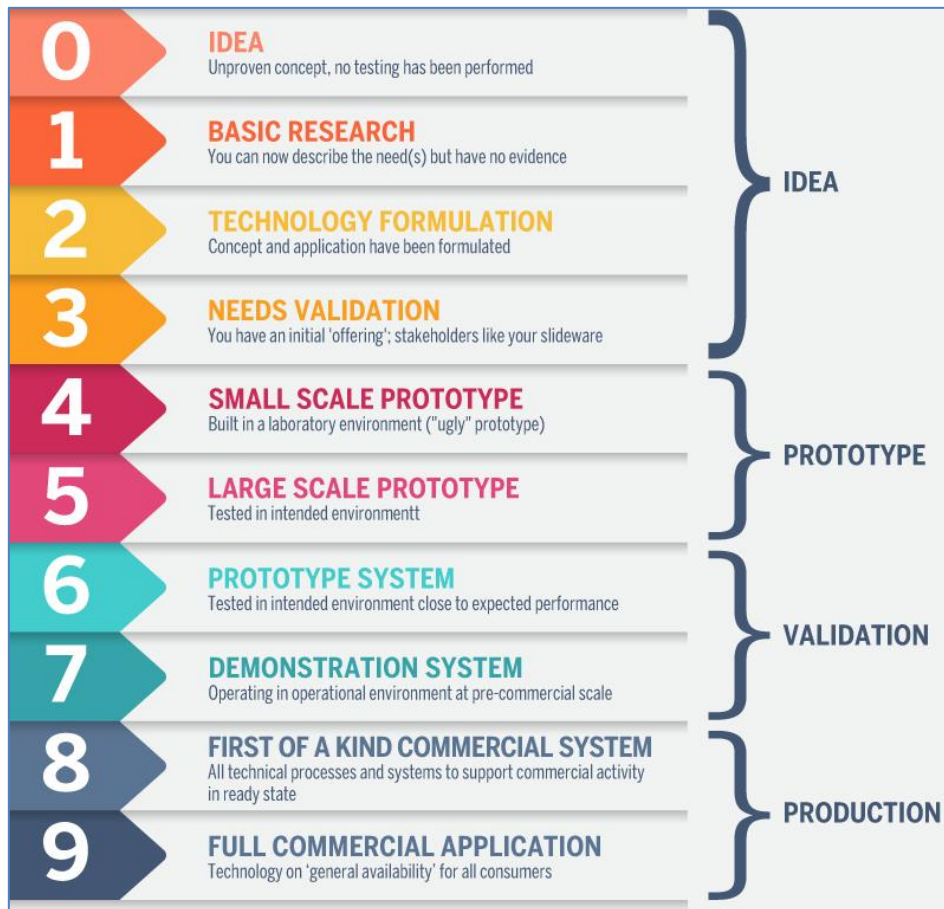 0
IDEA
Unproven concept, no testing has been performed
1
BASIC RESEARCH
You can now describe the need(s) but have no evidence
2
TECHNOLOGY FORMULATION
Concept and application have been formulated
3
NEEDS VALIDATION
You have an initial 'offering'; stakeholders like your slideware
IDEA
4
SMALL SCALE PROTOTYPE
Built in a laboratory environment ("ugly" prototype)
5
LARGE SCALE PROTOTYPE
Tested in intended environmentt
PROTOTYPE
6
PROTOTYPE SYSTEM
Tested in intended environment close to expected performance
7
DEMONSTRATION SYSTEM
Operating in operational environment at pre-commercial scale
VALIDATION
8
FIRST OF A KIND COMMERCIAL SYSTEM
All technical processes and systems to support commercial activity
in ready state
9
FULL COMMERCIAL APPLICATION
Technology on ‘general availability’ for all consumers
PRODUCTION